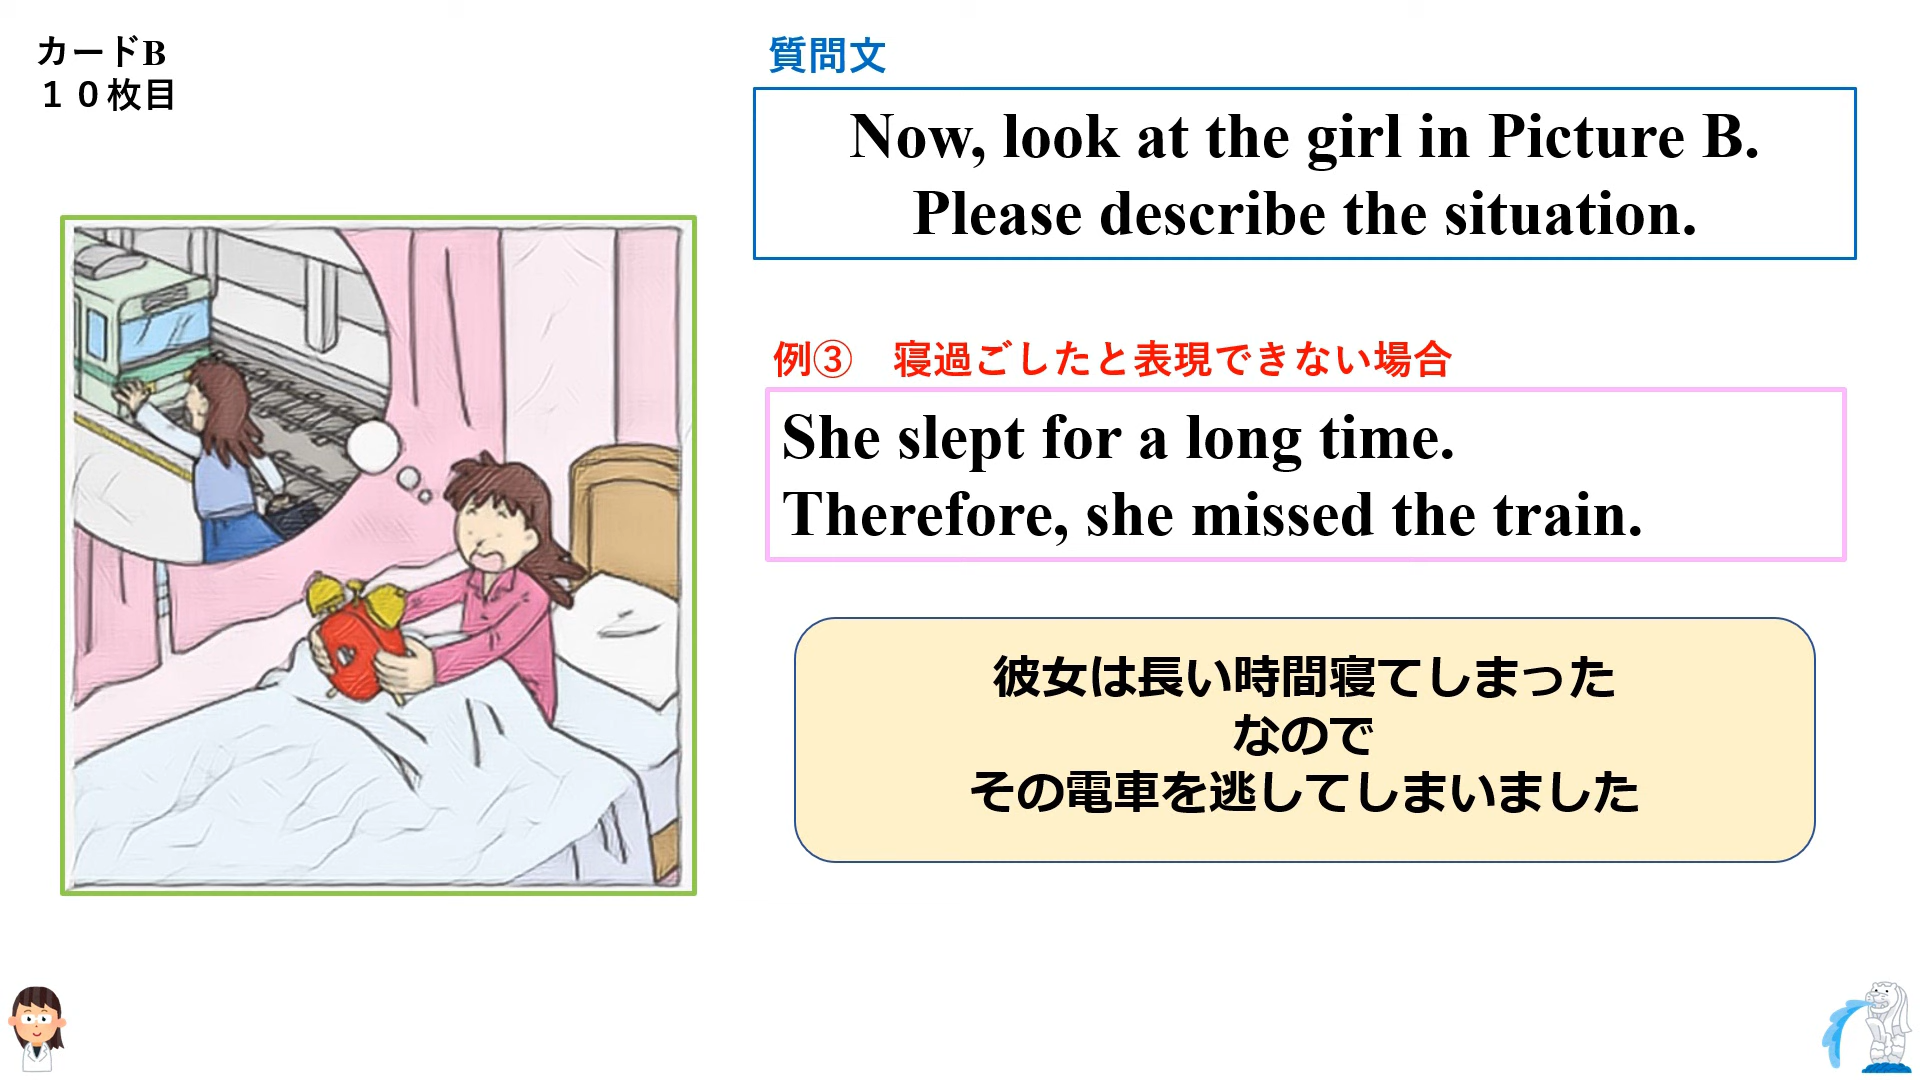 カードB
１０枚目
質問文
Now, look at the girl in Picture B.
Please describe the situation.
例③　寝過ごしたと表現できない場合
She slept for a long time.
Therefore, she missed the train.
彼女は長い時間寝てしまった
なので
その電車を逃してしまいました